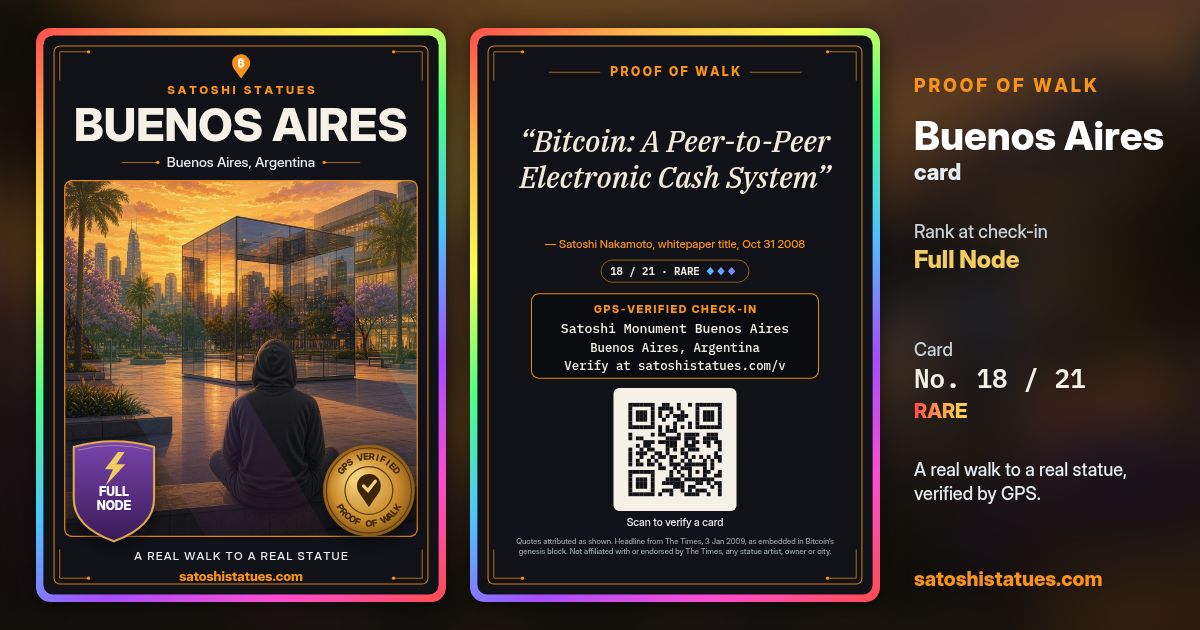 SATOSHI STATUES
BUENOS AIRES
Buenos Aires, Argentina
FULL
NODE
GPS VERIFIED
PROOF OF WALK
A REAL WALK TO A REAL STATUE
satoshistatues.com
PROOF OF WALK
“Bitcoin: A Peer-to-Peer
Electronic Cash System”
— Satoshi Nakamoto, whitepaper title, Oct 31 2008
18 / 21 · RARE
GPS-VERIFIED CHECK-IN
Satoshi Monument Buenos Aires
Buenos Aires, Argentina
Verify at satoshistatues.com/v
Scan to verify a card
Quotes attributed as shown. Headline from The Times, 3 Jan 2009, as embedded in Bitcoin's
genesis block. Not affiliated with or endorsed by The Times, any statue artist, owner or city.
PROOF OF WALK
Buenos Aires
card
Rank at check-in
Full Node
Card
No. 18 / 21
RARE
A real walk to a real statue,
verified by GPS.
satoshistatues.com